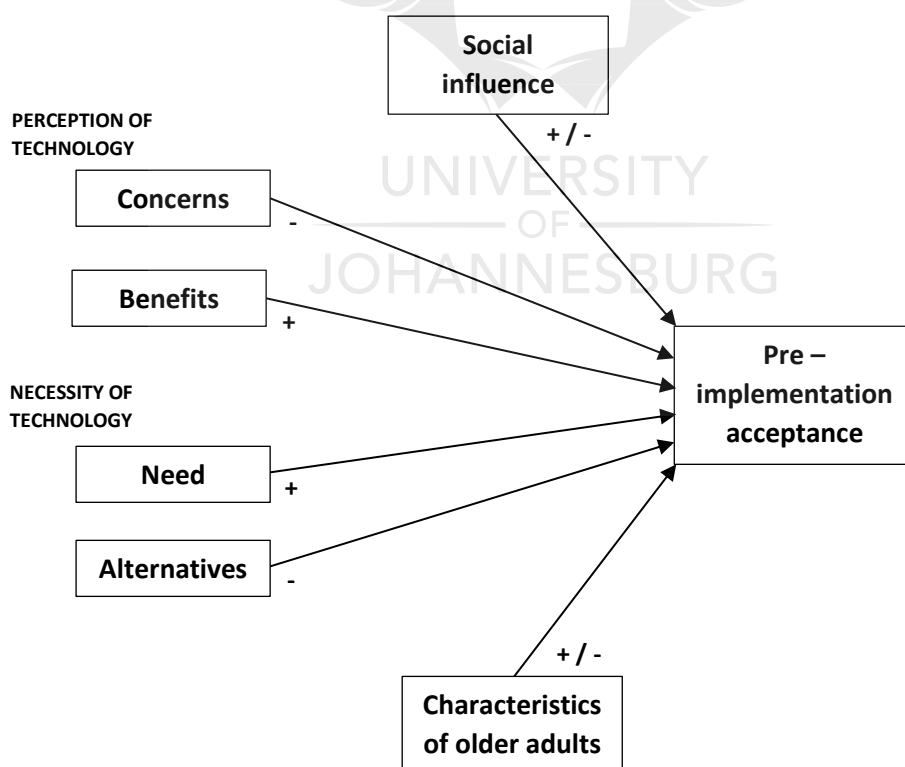 Social
influence
+ / -
PERCEPTION OF
TECHNOLOGY
UNIVERSITY
OF
JOHANNESBURG
Concerns
-
Benefits
+
Pre –
implementation
acceptance
NECESSITY OF
TECHNOLOGY
Need
+
Alternatives
-
+ / -
Characteristics
of older adults